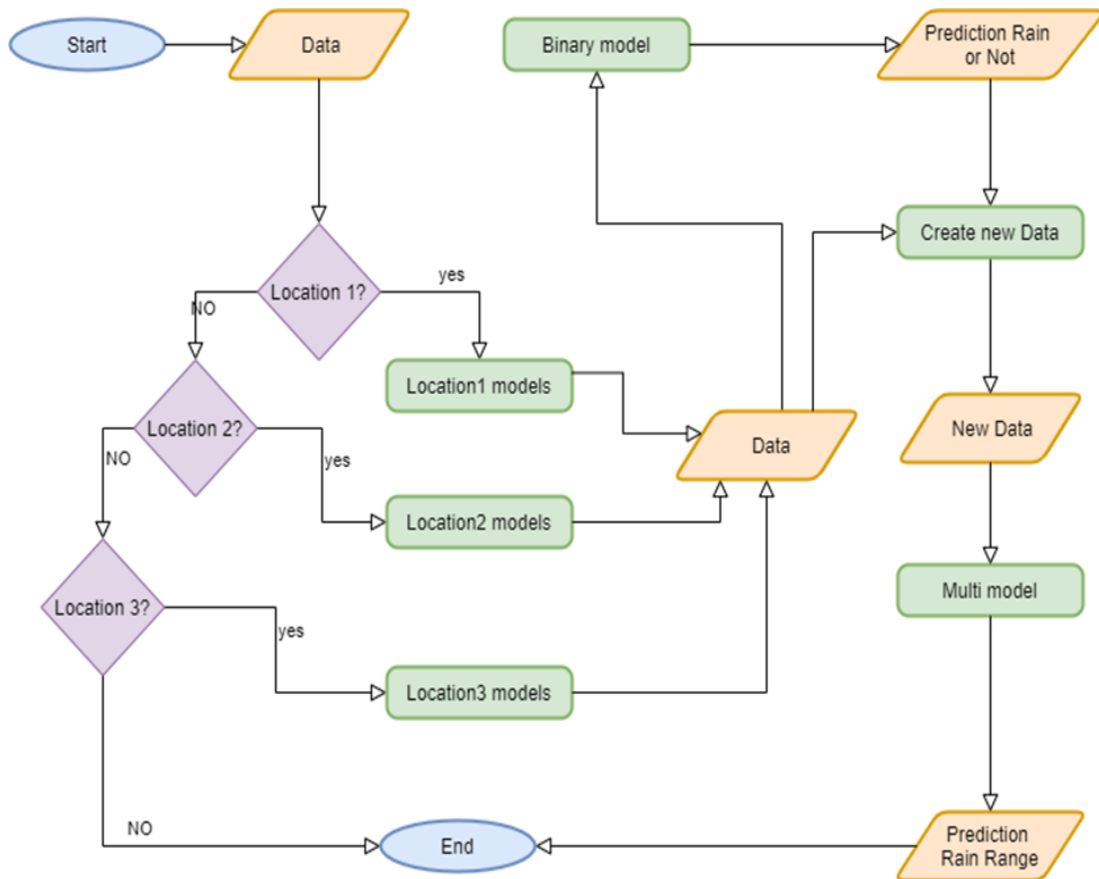 Start
Data
Binary model
Prediction Rain
or Not
Create new Data
Location 1?
yes
NO
Location1 models
Location 2?
Data
New Data
NO
yes
Location2 models
Location 3?
yes
Multi model
Location3 models
NO
End
Prediction
Rain Range